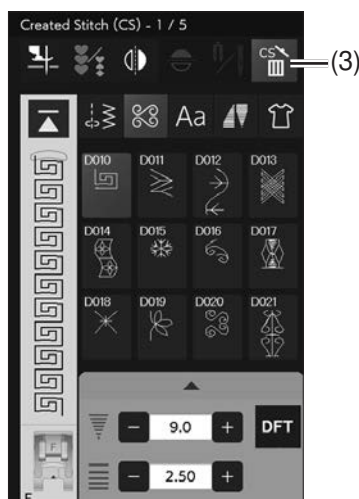 Created Stitch (CS) - 1 / 5
CS
(3)
Aa
D010 D011 D012 D013
D014 D015 D016 D017
D018 D019 D020 D021
− 9.0 + DFT
F
− 2.50 +
F